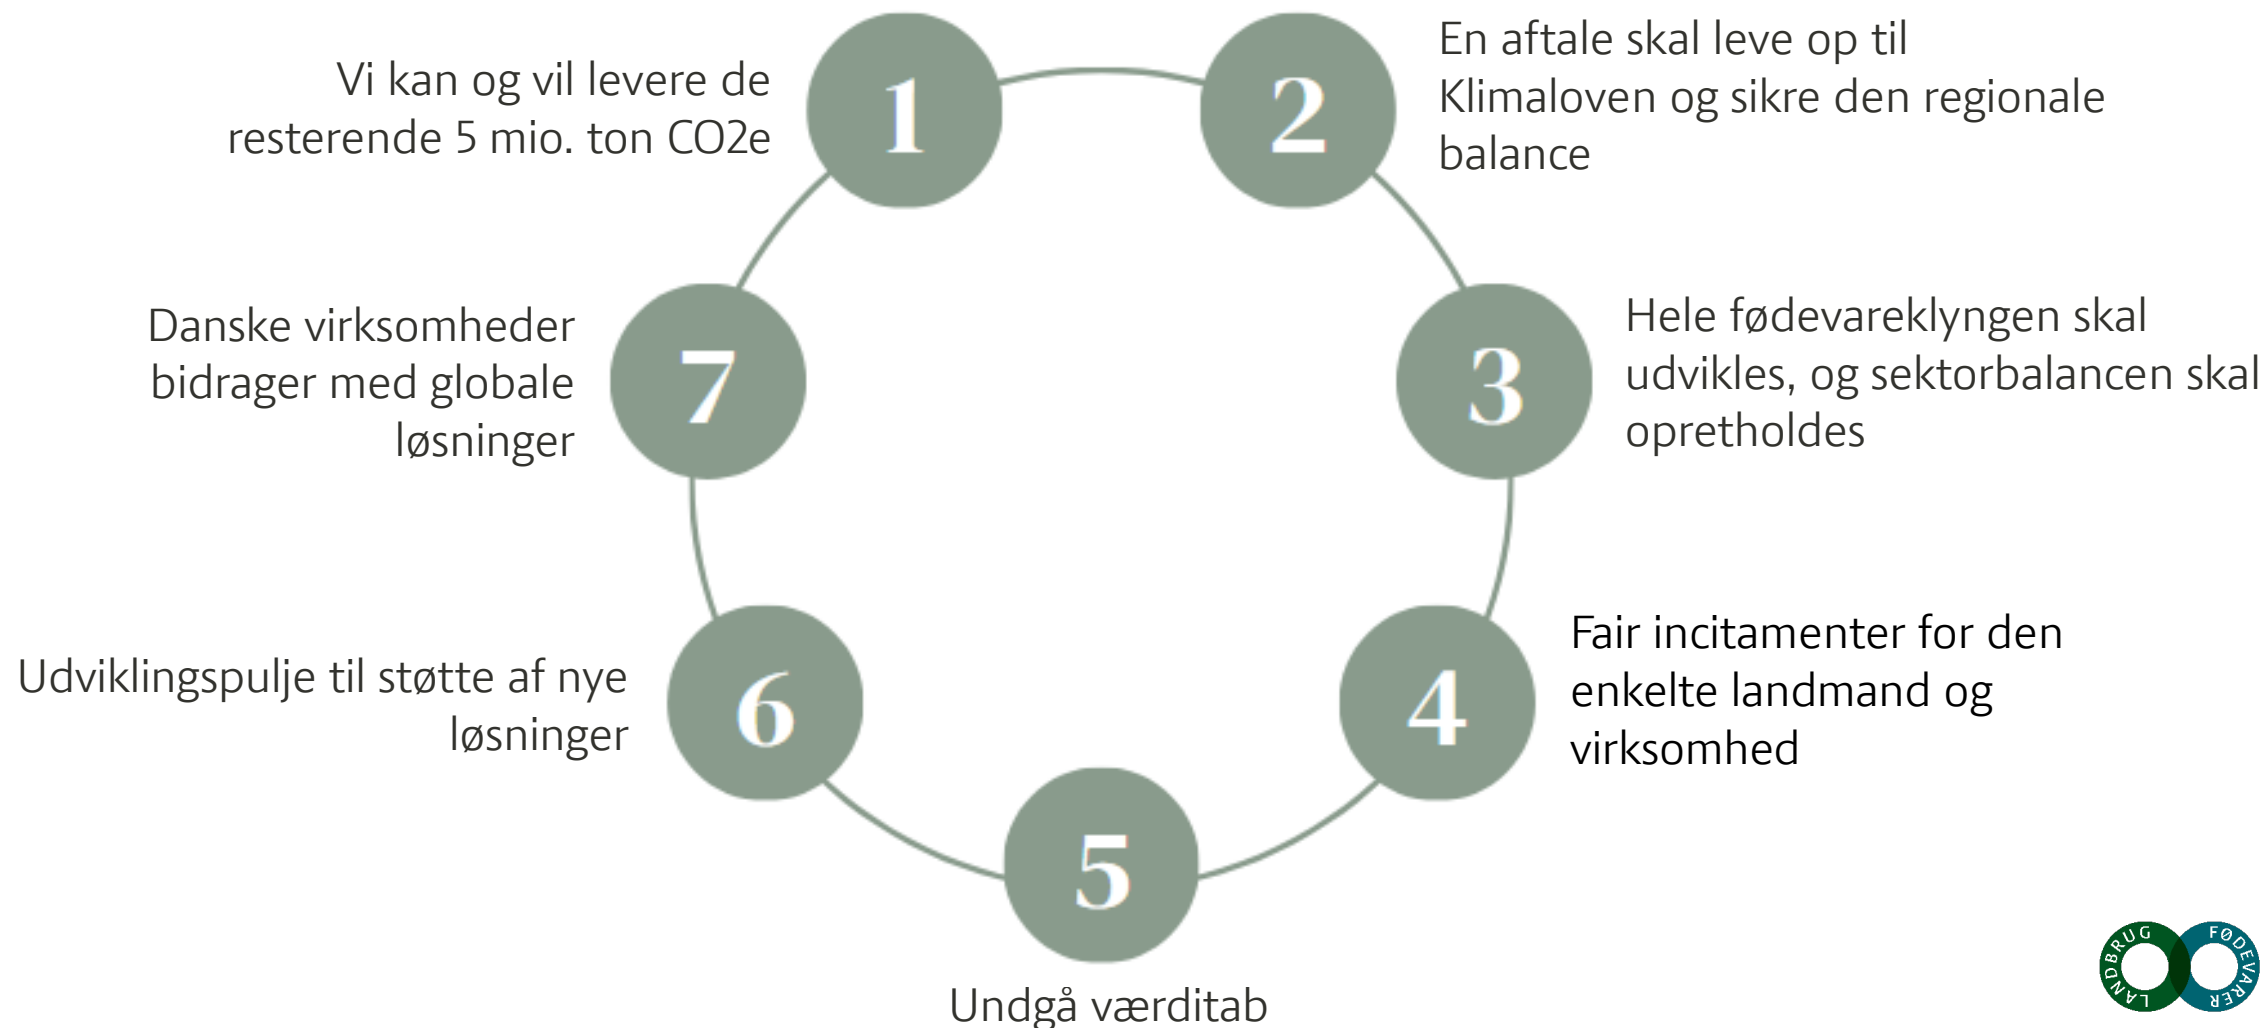 1
Vi kan og vil levere de
resterende 5 mio. ton CO2e
2
En aftale skal leve op til
Klimaloven og sikre den regionale
balance
3
Hele fødevareklyngen skal
udvikles, og sektorbalancen skal
opretholdes
4
Fair incitamenter for den
enkelte landmand og
virksomhed
5
Undgå værditab
6
Udviklingspulje til støtte af nye
løsninger
7
Danske virksomheder
bidrager med globale
løsninger
LANDBRUG
FØDEVARER